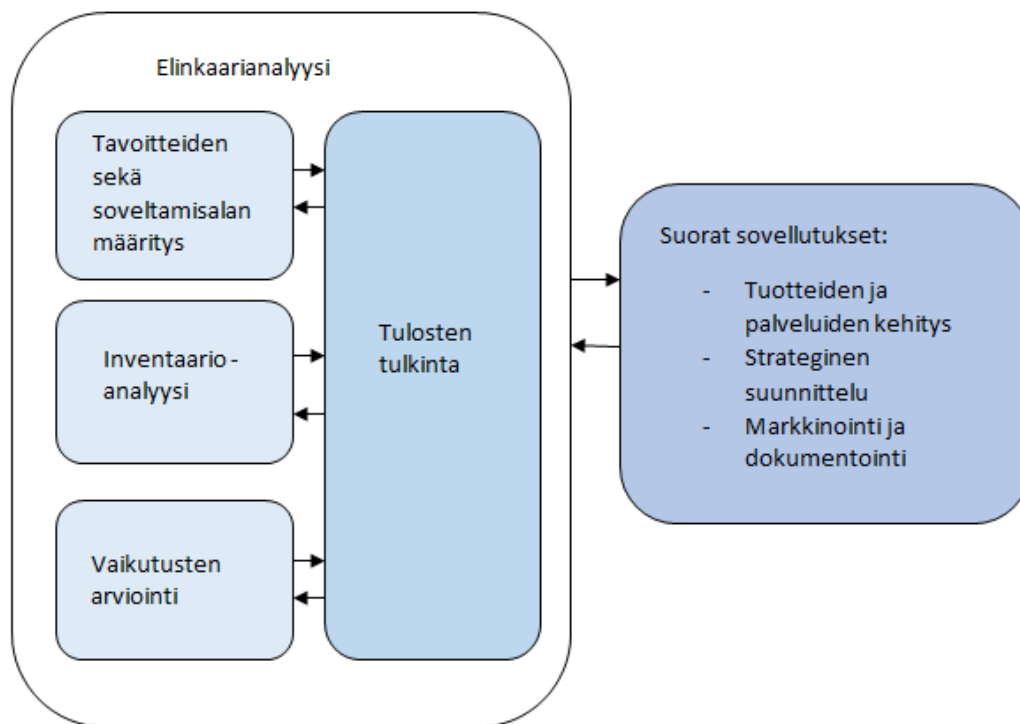 Elinkaarianalyysi
Tavoitteiden
sekä
soveltamisalan
määritys
Inventaario -
analyysi
Vaikutusten
arviointi
Tulosten
tulkinta
Suorat sovellutukset:
- Tuotteiden ja
palveluiden kehitys
- Strateginen
suunnittelu
- Markkinointi ja
dokumentointi